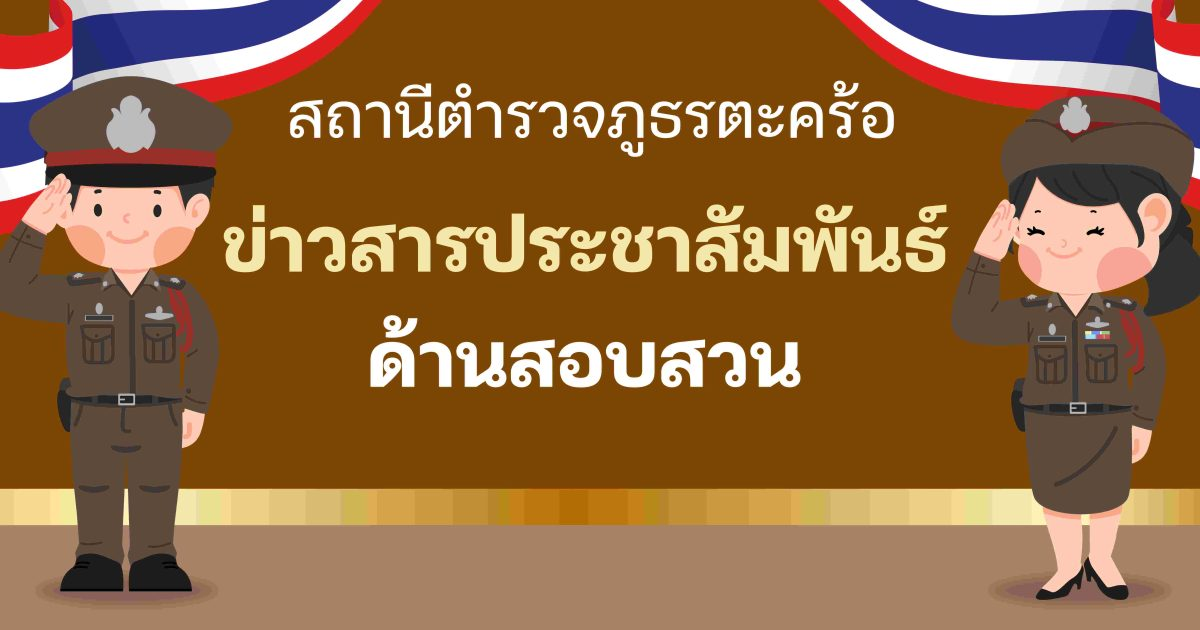 สถานีตำรวจภูธรตะคร้อ
ข่าวสารประชาสัมพันธ์
ด้านสอบสวน